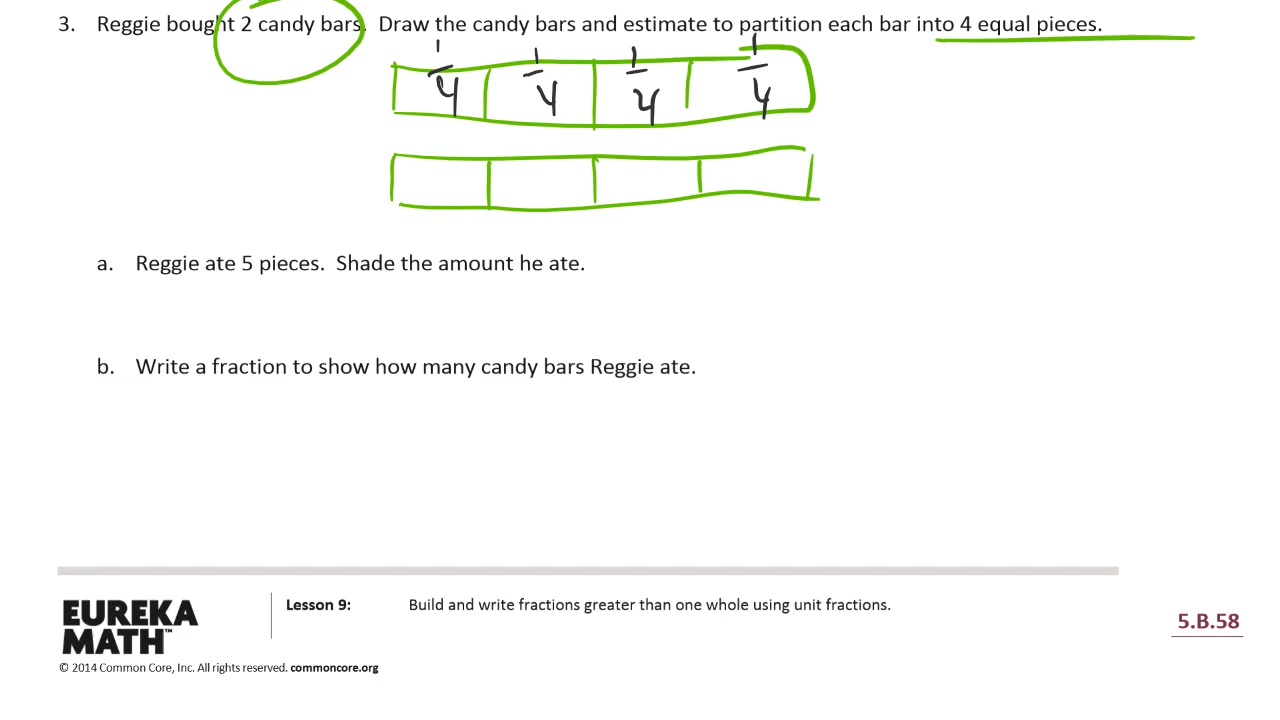 3. Reggie bought 2 candy bars. Draw the candy bars and estimate to partition each bar into 4 equal pieces.
1/4 1/4 1/4 1/4
a. Reggie ate 5 pieces. Shade the amount he ate.
b. Write a fraction to show how many candy bars Reggie ate.
EUREKA
MATH™
Lesson 9: Build and write fractions greater than one whole using unit fractions.
5.B.58
© 2014 Common Core, Inc. All rights reserved. commoncore.org